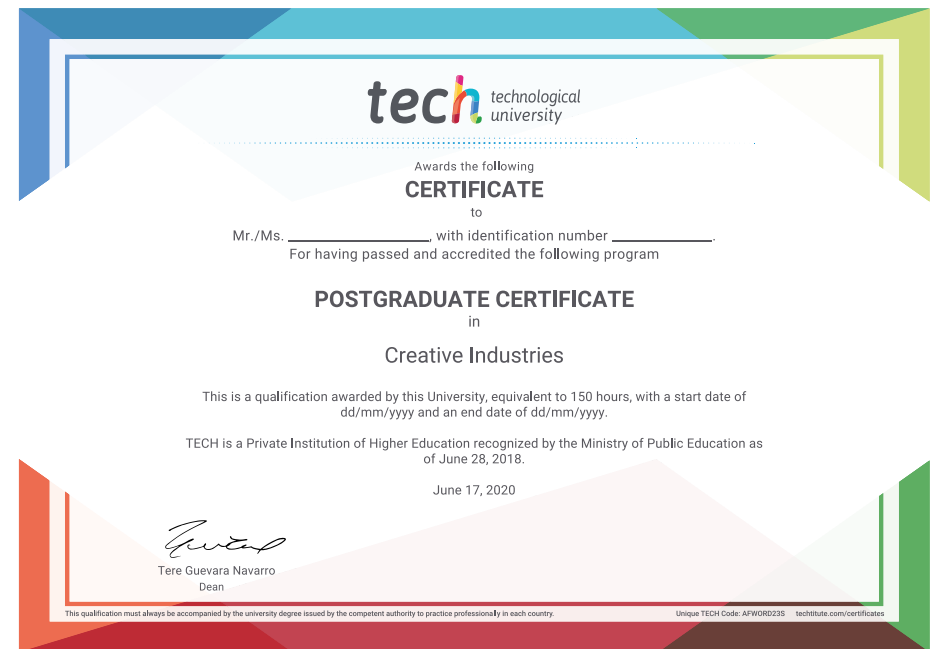 tech technological
university
Awards the following
CERTIFICATE
to
Mr./Ms. ____________________, with identification number ______________.
For having passed and accredited the following program
POSTGRADUATE CERTIFICATE
in
Creative Industries
This is a qualification awarded by this University, equivalent to 150 hours, with a start date of
dd/mm/yyyy and an end date of dd/mm/yyyy.
TECH is a Private Institution of Higher Education recognized by the Ministry of Public Education as
of June 28, 2018.
June 17, 2020
Tere Guevara Navarro
Dean
This qualification must always be accompanied by the university degree issued by the competent authority to practice professionally in each country.
Unique TECH Code: AFWORD23S techtitute.com/certificates